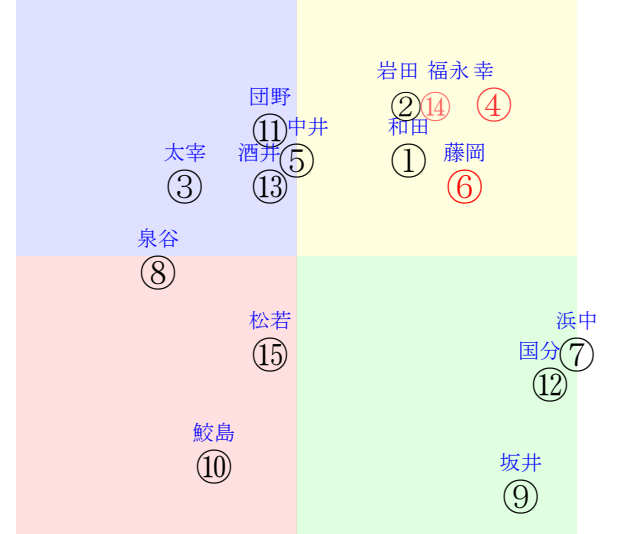 岩田 福永 幸
② ⑭ ④
団野 中井 和田
⑪ ⑤ ①
太宰 酒井 藤岡
③ ⑬ ⑥
泉谷
⑧
松若 浜中
⑮ ⑦
国分
⑫
鮫島
⑩
坂井
⑨